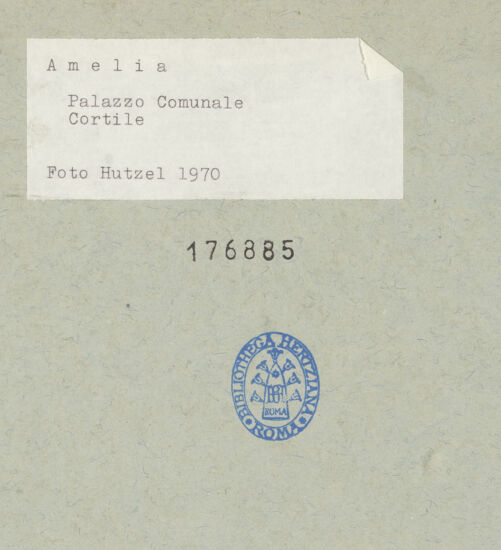 Amelia
Palazzo Comunale
Cortile
Foto Hutzel 1970
176885
BIBLIOTHECA HERTZIANA
ROMA
ROMA